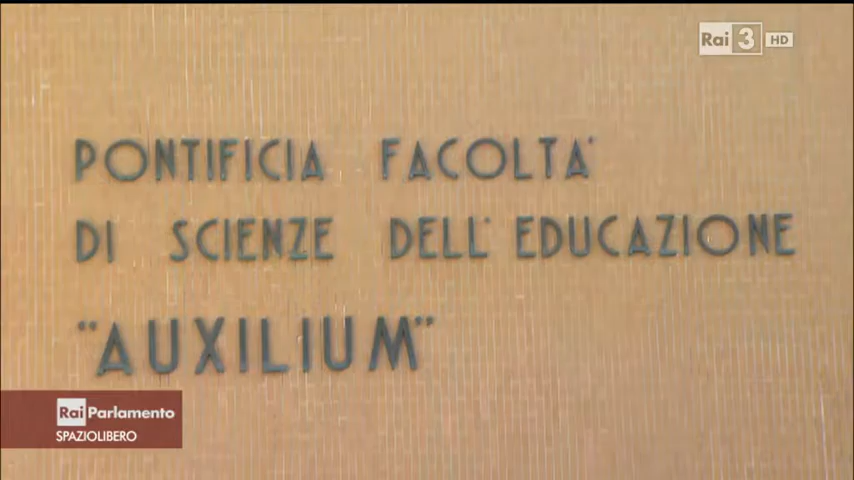 Rai 3 HD
PONTIFICIA FACOLTA'
DI SCIENZE DELL'EDUCAZIONE
"AUXILIUM"
Rai Parlamento
SPAZIOLIBERO